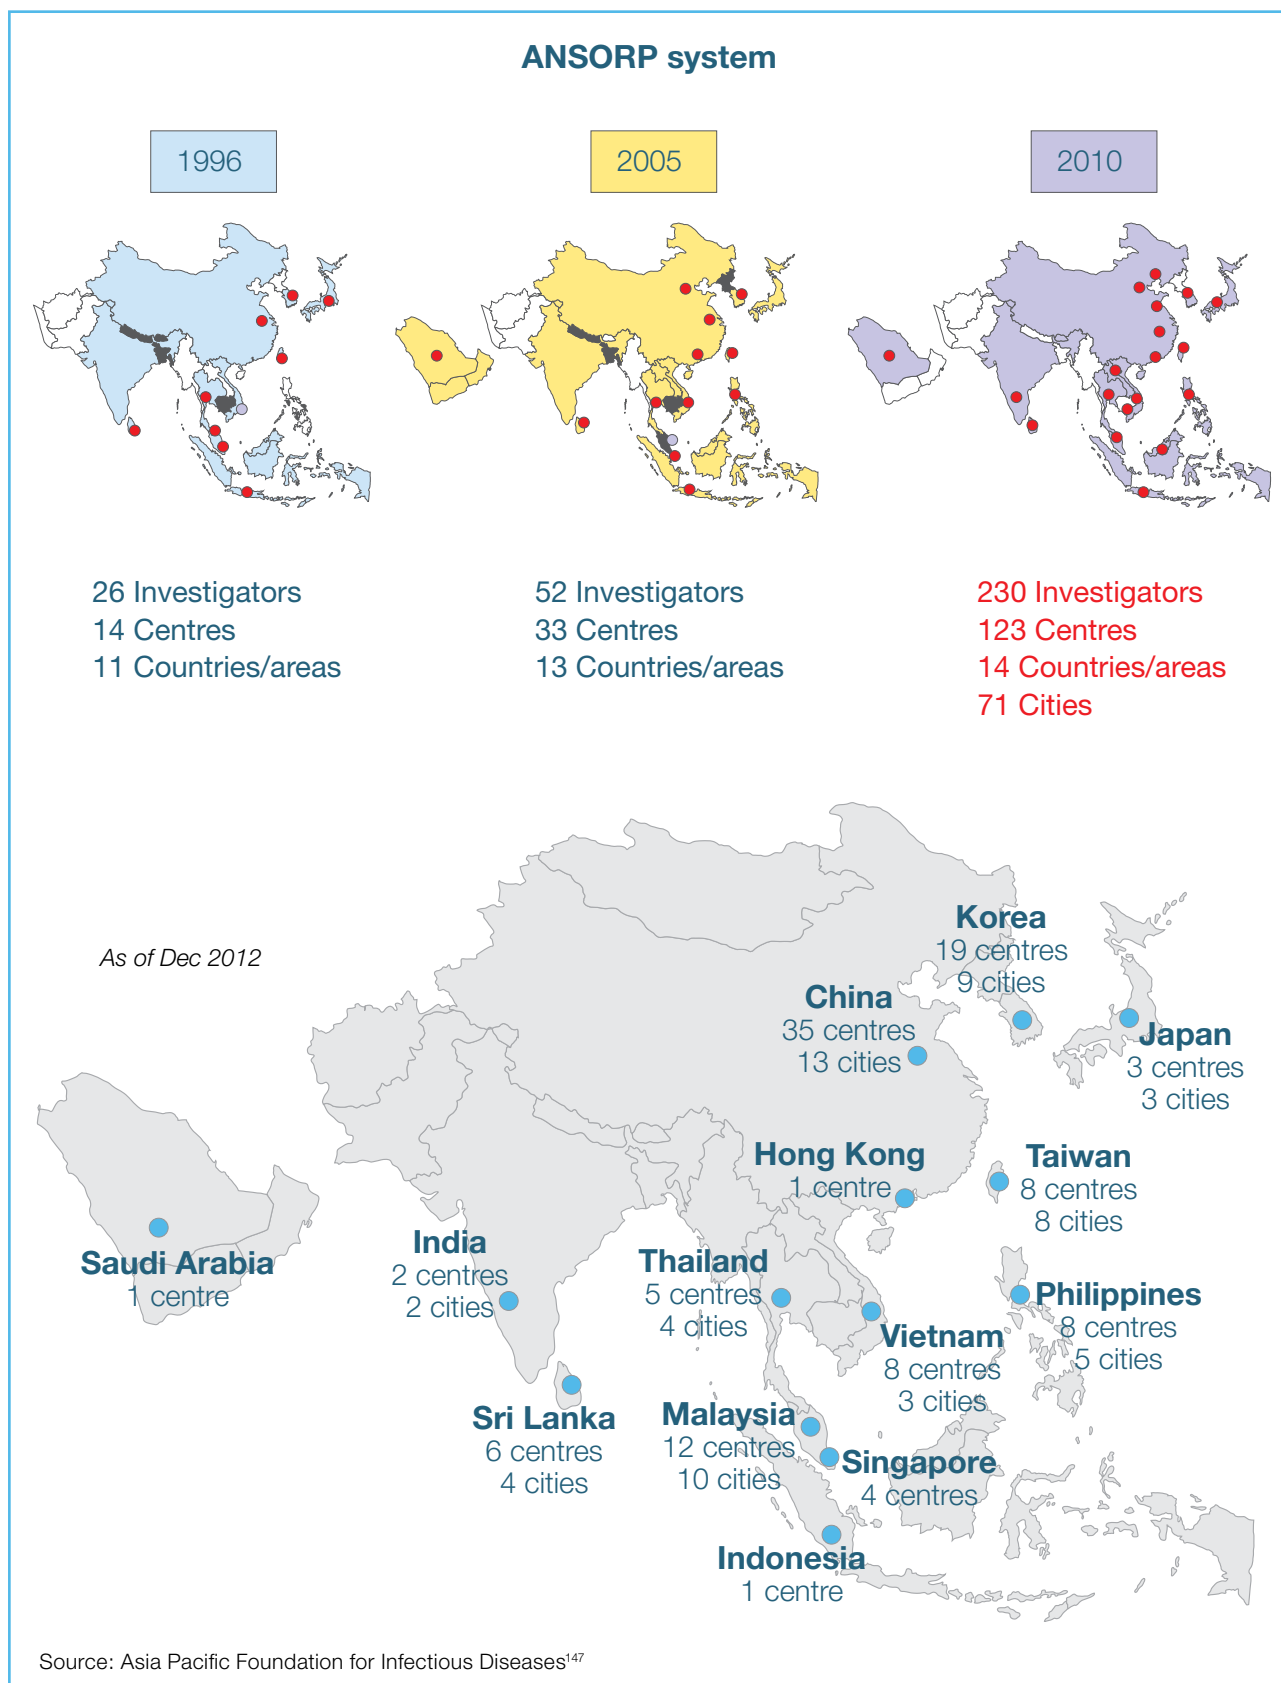 ANSORP system
1996
2005
2010
26 Investigators
14 Centres
11 Countries/areas
52 Investigators
33 Centres
13 Countries/areas
230 Investigators
123 Centres
14 Countries/areas
71 Cities
As of Dec 2012
Korea
19 centres
9 cities
China
35 centres
13 cities
Japan
3 centres
3 cities
Hong Kong
1 centre
Taiwan
8 centres
8 cities
Saudi Arabia
1 centre
India
2 centres
2 cities
Thailand
5 centres
4 cities
Philippines
8 centres
5 cities
Vietnam
8 centres
3 cities
Sri Lanka
6 centres
4 cities
Malaysia
12 centres
10 cities
Singapore
4 centres
Indonesia
1 centre
Source: Asia Pacific Foundation for Infectious Diseases147